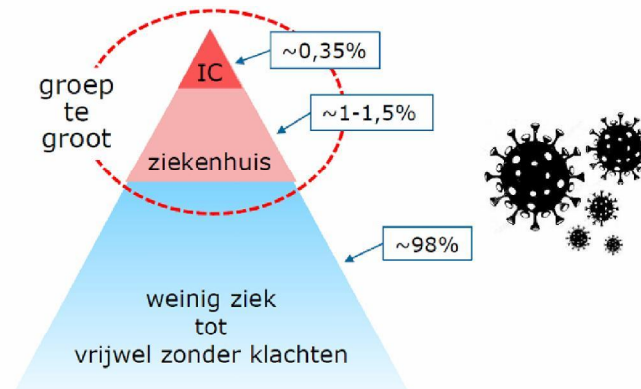 ~0,35%
IC
groep
te
groot
~1-1,5%
ziekenhuis
~98%
weinig ziek
tot
vrijwel zonder klachten